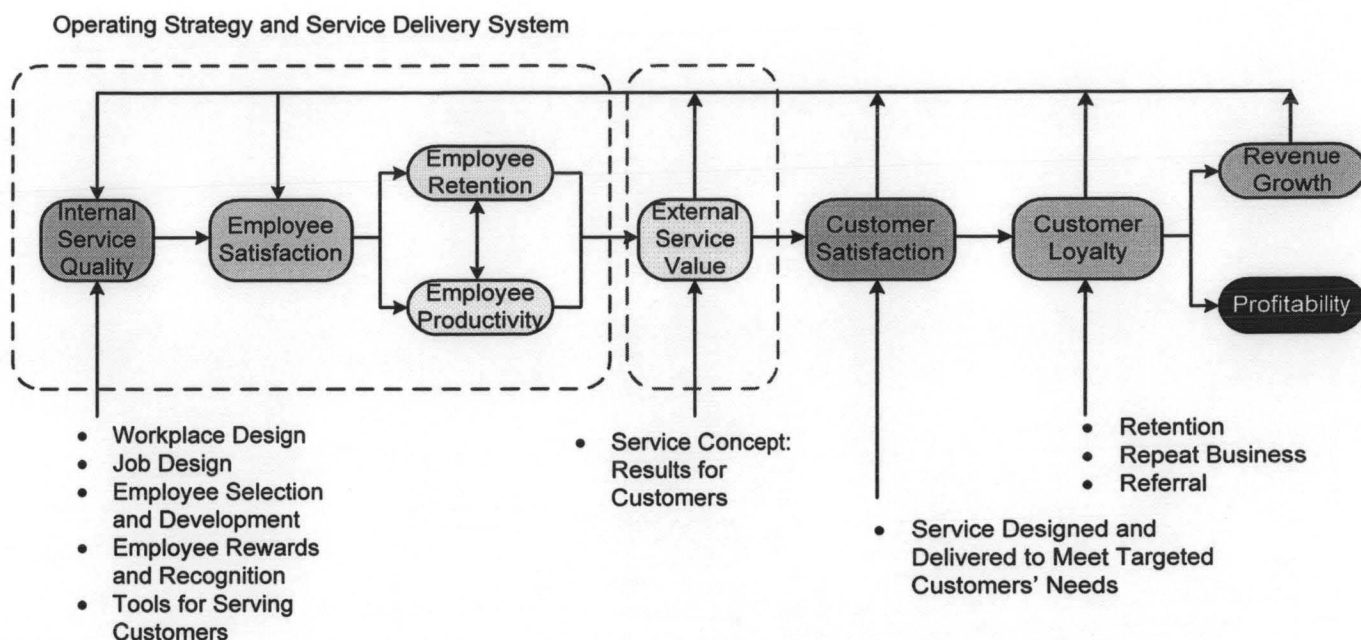 Operating Strategy and Service Delivery System
Internal
Service
Quality
Employee
Satisfaction
Employee
Retention
Employee
Productivity
External
Service
Value
Customer
Satisfaction
Customer
Loyalty
Revenue
Growth
Profitability
• Workplace Design
• Job Design
• Employee Selection
and Development
• Employee Rewards
and Recognition
• Tools for Serving
Customers
• Service Concept:
Results for
Customers
• Service Designed and
Delivered to Meet Targeted
Customers’ Needs
• Retention
• Repeat Business
• Referral